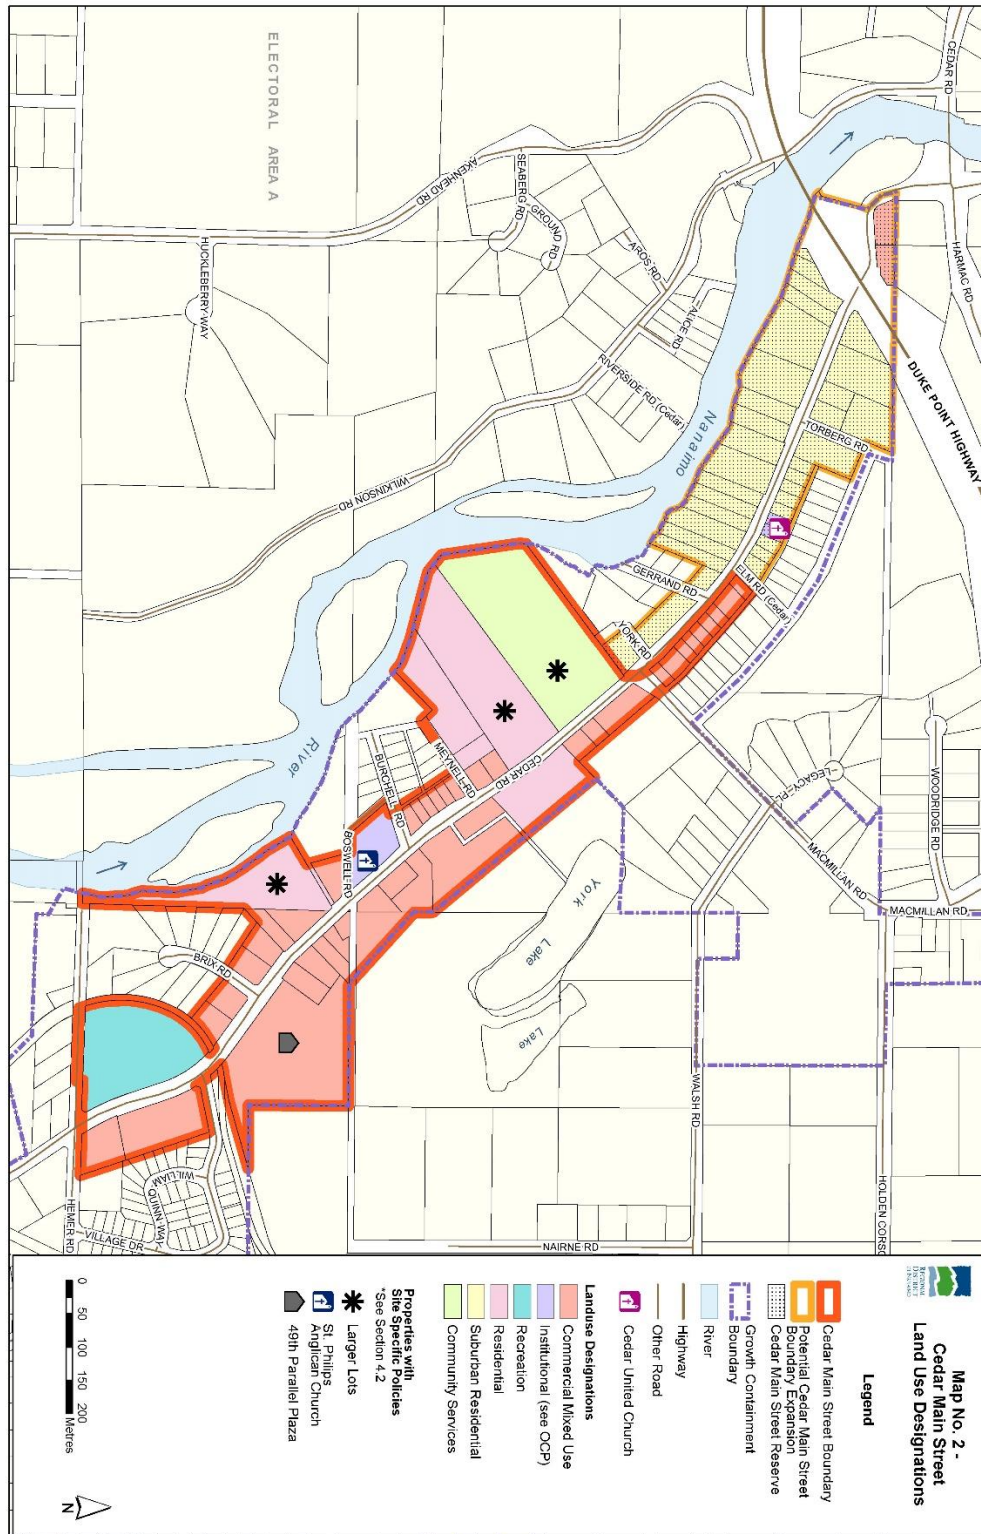 Map No. 2 -
Cedar Main Street
Land Use Designations
REGIONAL
DISTRICT
OF NANAIMO
Legend
Cedar Main Street Boundary
Potential Cedar Main Street
Boundary Expansion
Cedar Main Street Reserve
Growth Containment
Boundary
River
Highway
Other Road
Cedar United Church
Landuse Designations
Commercial Mixed Use
Institutional (see OCP)
Recreation
Residential
Suburban Residential
Community Services
Properties with
Site Specific Policies
*See Section 4.2
Larger Lots
St. Philips
Anglican Church
49th Parallel Plaza
0 50 100 150 200
Metres
N
ELECTORAL AREA A
CEDAR RD
HARMAC RD
DUKE POINT HIGHWAY
AKENHEAD RD
SEABERG RD
GROUND RD
AROS RD
ALICE RD
HUCKLEBERRY WAY
RIVERSIDE RD (Cedar)
WILKINSON RD
Nanaimo
River
TORBERG RD
ELM RD (Cedar)
GERRAND RD
YORK RD
CEDAR RD
MEYNELL RD
BURCHELL RD
BOSWELL RD
BRIX RD
LEGACY PL
WOODRIDGE RD
MACMILLAN RD
MACMILLAN RD
York
Lake
Lake
WALSH RD
HOLDEN CORSO
NAIRNE RD
WILLIAM
QUINN WAY
VILLAGE DR
HEMER RD